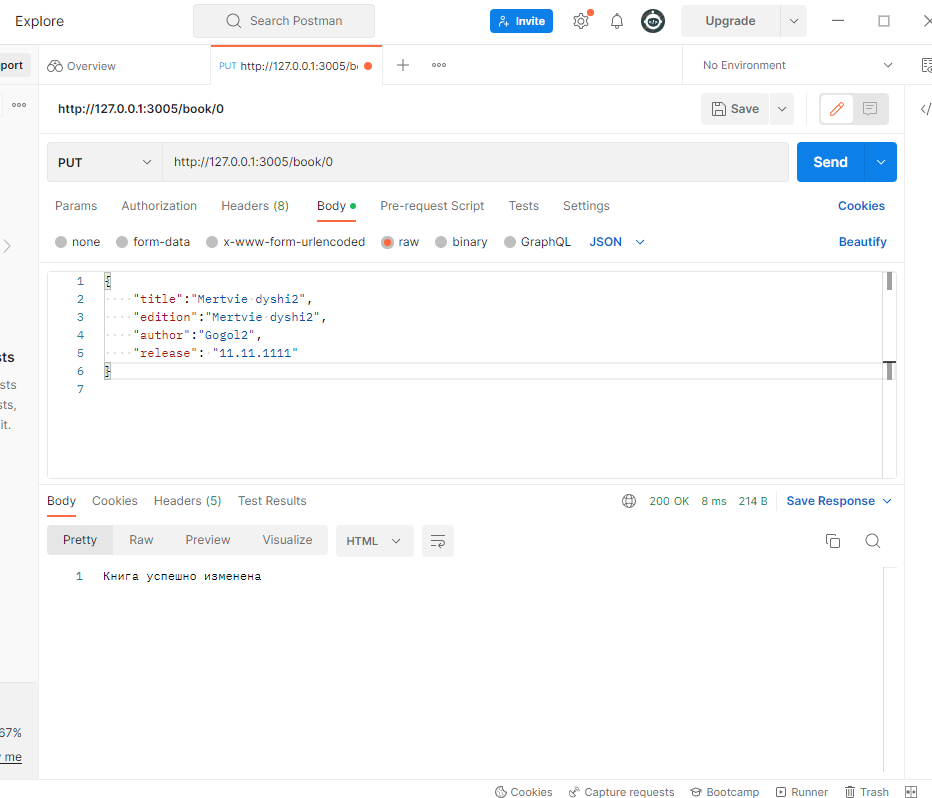 Explore
Search Postman
Invite
Upgrade
port
Overview
PUT http://127.0.0.1:3005/b
No Environment
http://127.0.0.1:3005/book/0
Save
PUT
http://127.0.0.1:3005/book/0
Send
Params Authorization Headers (8) Body Pre-request Script Tests Settings Cookies
none form-data x-www-form-urlencoded raw binary GraphQL JSON Beautify
1 {
2 "title":"Mertvie dyshi2",
3 "edition":"Mertvie dyshi2",
4 "author":"Gogol2",
5 "release": "11.11.1111"
6 }
7
sts
sts
sts,
it.
Body Cookies Headers (5) Test Results 200 OK 8 ms 214 B Save Response
Pretty Raw Preview Visualize HTML
1 Книга успешно изменена
67%
me
Cookies Capture requests Bootcamp Runner Trash